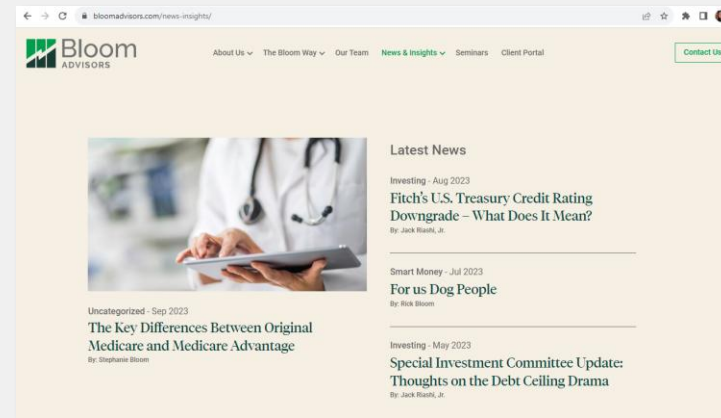 bloomadvisors.com/news-insights/
Bloom
ADVISORS
About Us
The Bloom Way
Our Team
News & Insights
Seminars
Client Portal
Contact Us
Uncategorized - Sep 2023
The Key Differences Between Original
Medicare and Medicare Advantage
By: Stephanie Bloom
Latest News
Investing - Aug 2023
Fitch's U.S. Treasury Credit Rating
Downgrade – What Does It Mean?
By: Jack Riashi, Jr.
Smart Money - Jul 2023
For us Dog People
By: Rick Bloom
Investing - May 2023
Special Investment Committee Update:
Thoughts on the Debt Ceiling Drama
By: Jack Riashi, Jr.